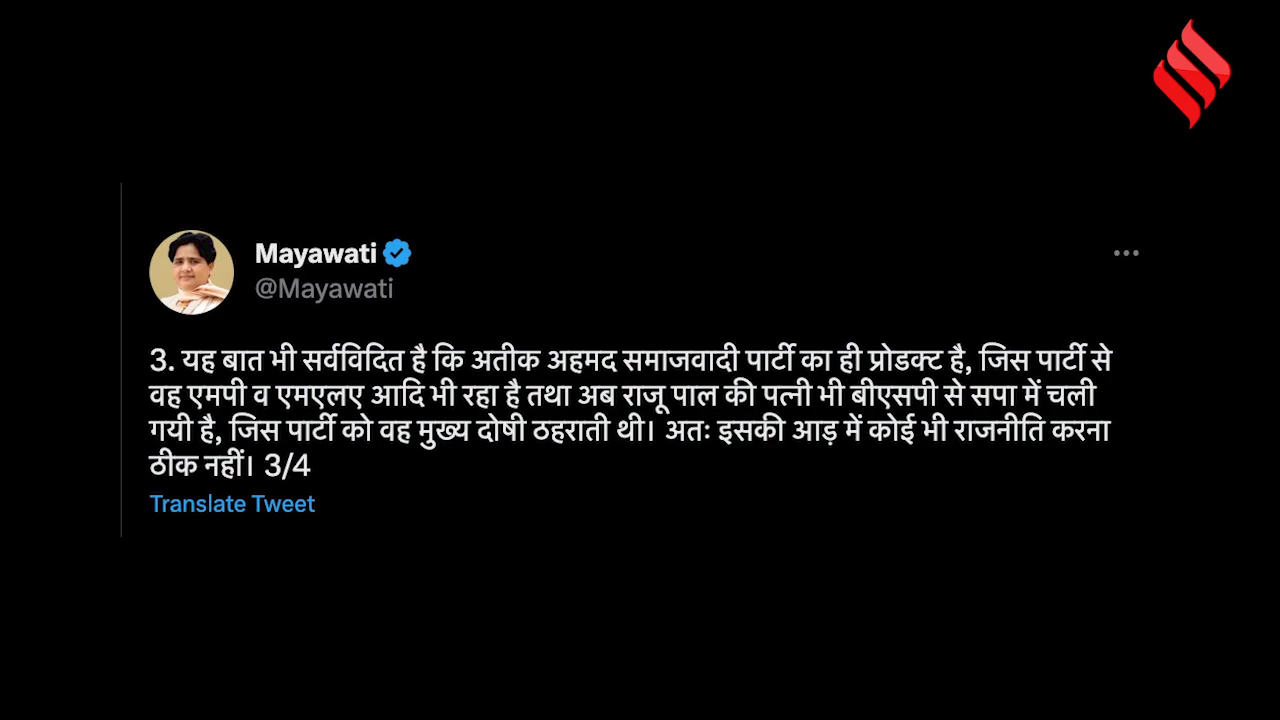 Mayawati
@Mayawati
3. यह बात भी सर्वविदित है कि अतीक अहमद समाजवादी पार्टी का ही प्रोडक्ट है, जिस पार्टी से
वह एमपी व एमएलए आदि भी रहा है तथा अब राजू पाल की पत्नी भी बीएसपी से सपा में चली
गयी है, जिस पार्टी को वह मुख्य दोषी ठहराती थी। अतः इसकी आड़ में कोई भी राजनीति करना
ठीक नहीं। 3/4
Translate Tweet